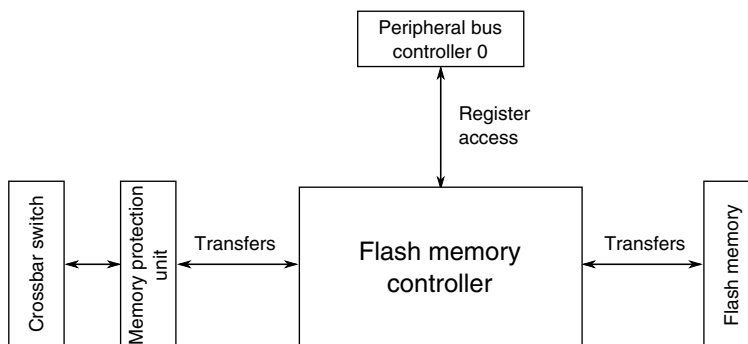 Peripheral bus
controller 0
Register
access
Crossbar switch
Memory protection
unit
Transfers
Flash memory
controller
Transfers
Flash memory